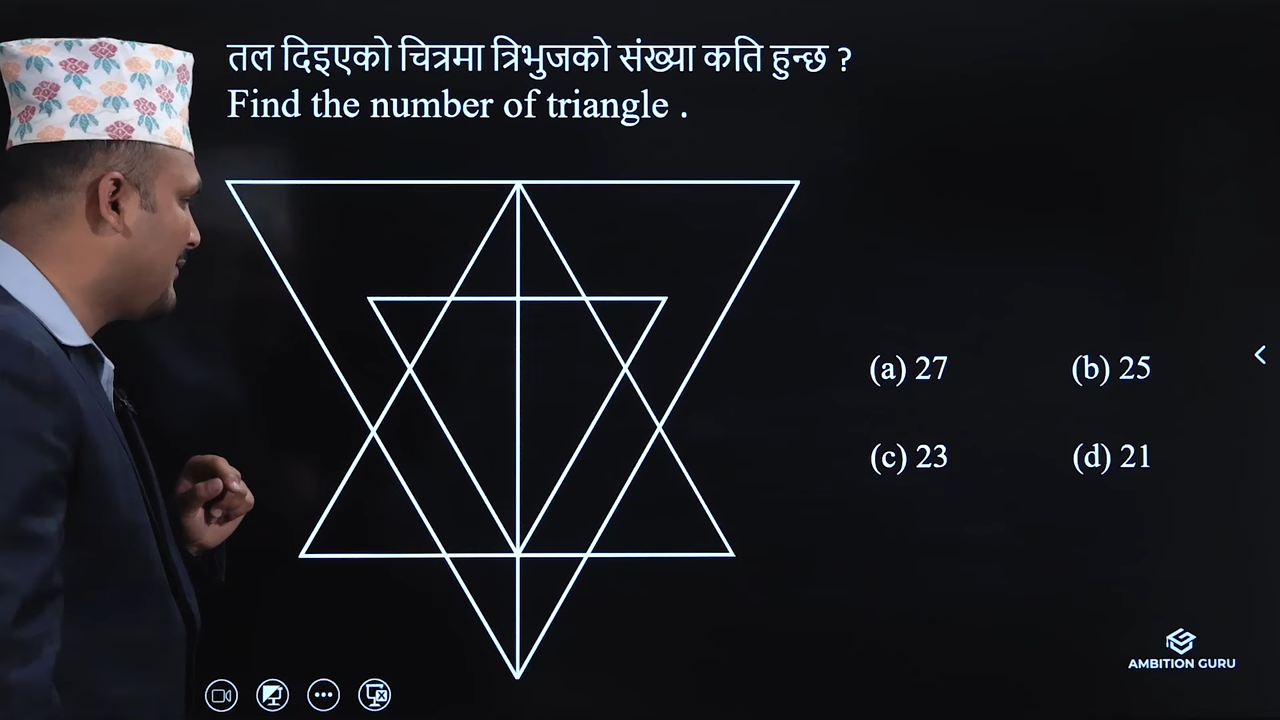 तल दिइएको चित्रमा त्रिभुजको संख्या कति हुन्छ ?
Find the number of triangle .
(a) 27
(b) 25
(c) 23
(d) 21
AMBITION GURU